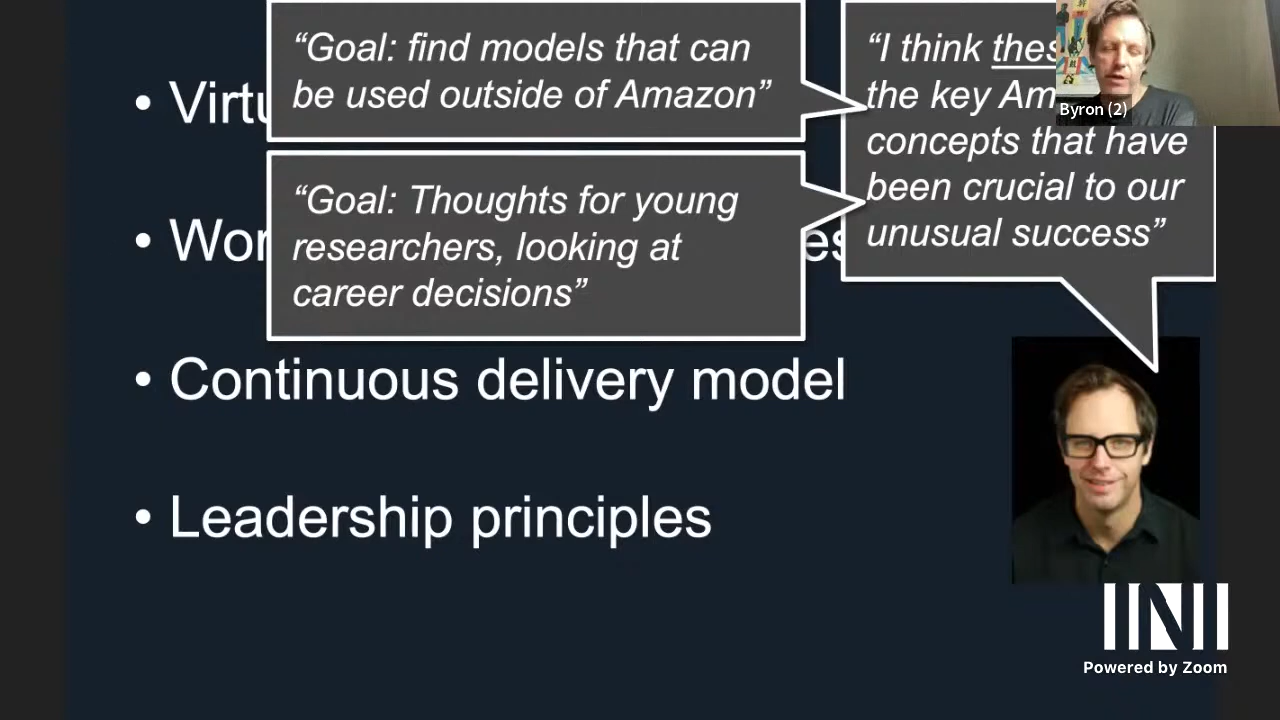 “Goal: find models that can
be used outside of Amazon”
“Goal: Thoughts for young
researchers, looking at
career decisions”
“I think
the key
concepts that have
been crucial to our
unusual success”
Byron (2)
• Continuous delivery model
• Leadership principles
INI
Powered by Zoom